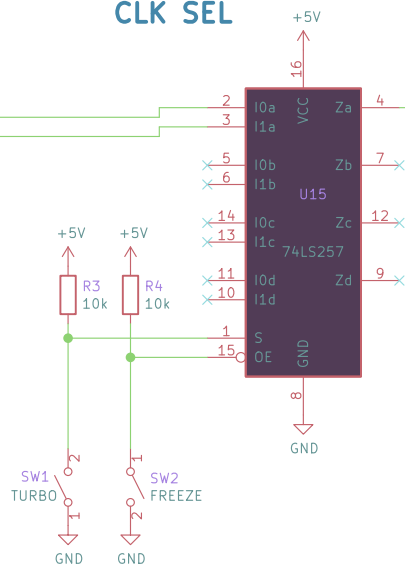 CLK SEL
+5V
16
VCC
2 I0a Za 4
3 I1a
5 I0b Zb 7
6 I1b
U15
14 I0c Zc 12
13 I1c
74LS257
11 I0d Zd 9
10 I1d
1 S
15 OE
GND
8
GND
+5V +5V
R3 R4
10k 10k
2 1
SW1 SW2
TURBO FREEZE
1 2
GND GND